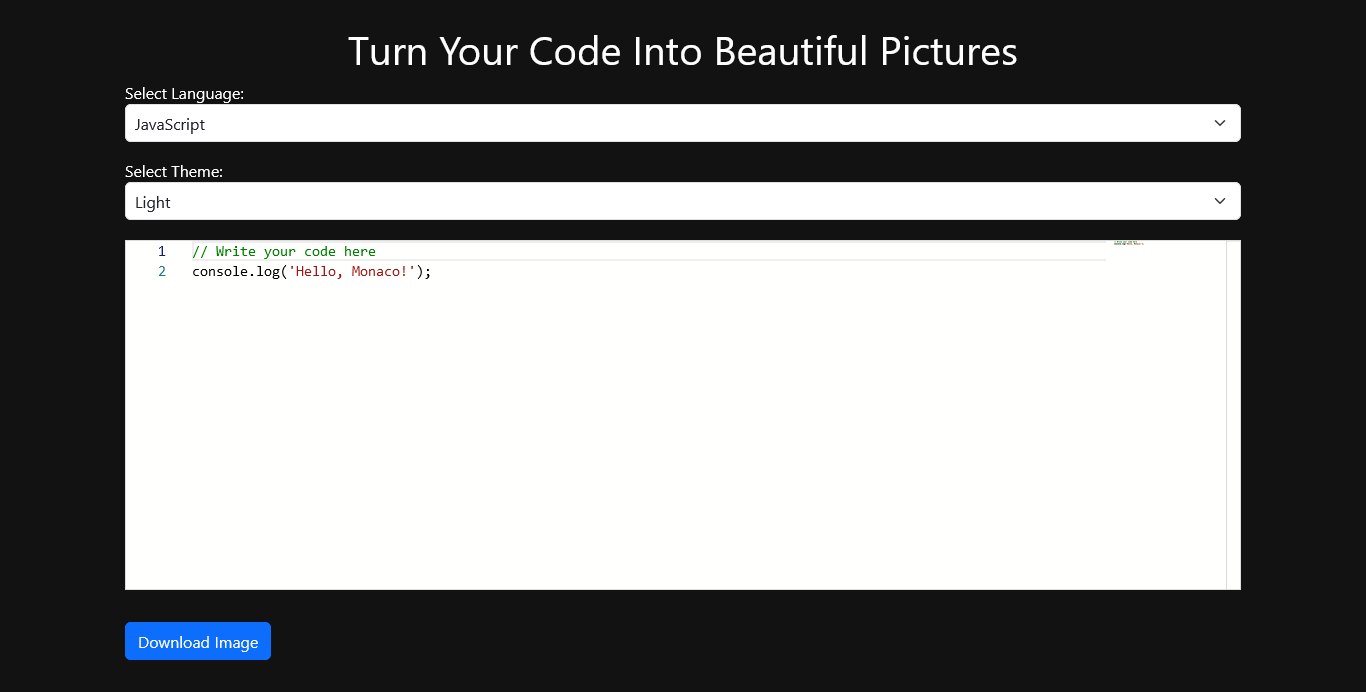 Turn Your Code Into Beautiful Pictures
Select Language:
JavaScript
Select Theme:
Light
1 // Write your code here
2 console.log('Hello, Monaco!');
Download Image